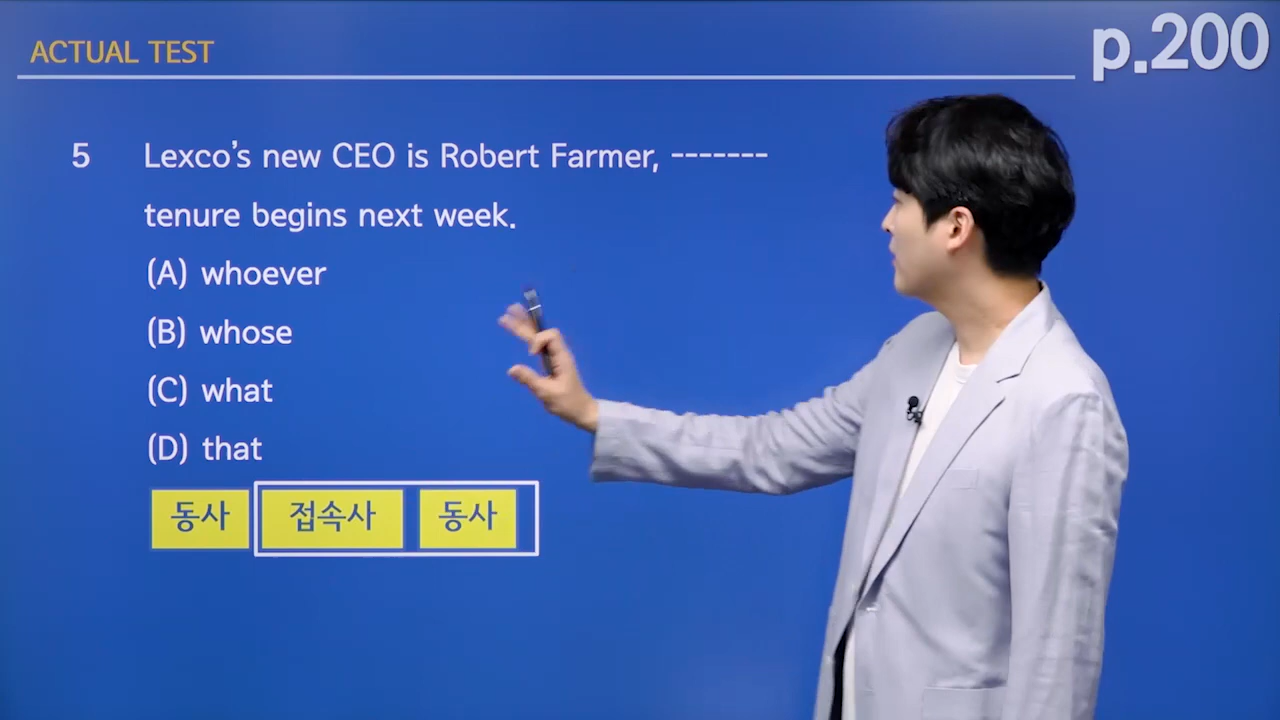 ACTUAL TEST
p.200
5 Lexco's new CEO is Robert Farmer, -------
tenure begins next week.
(A) whoever
(B) whose
(C) what
(D) that
동사 접속사 동사